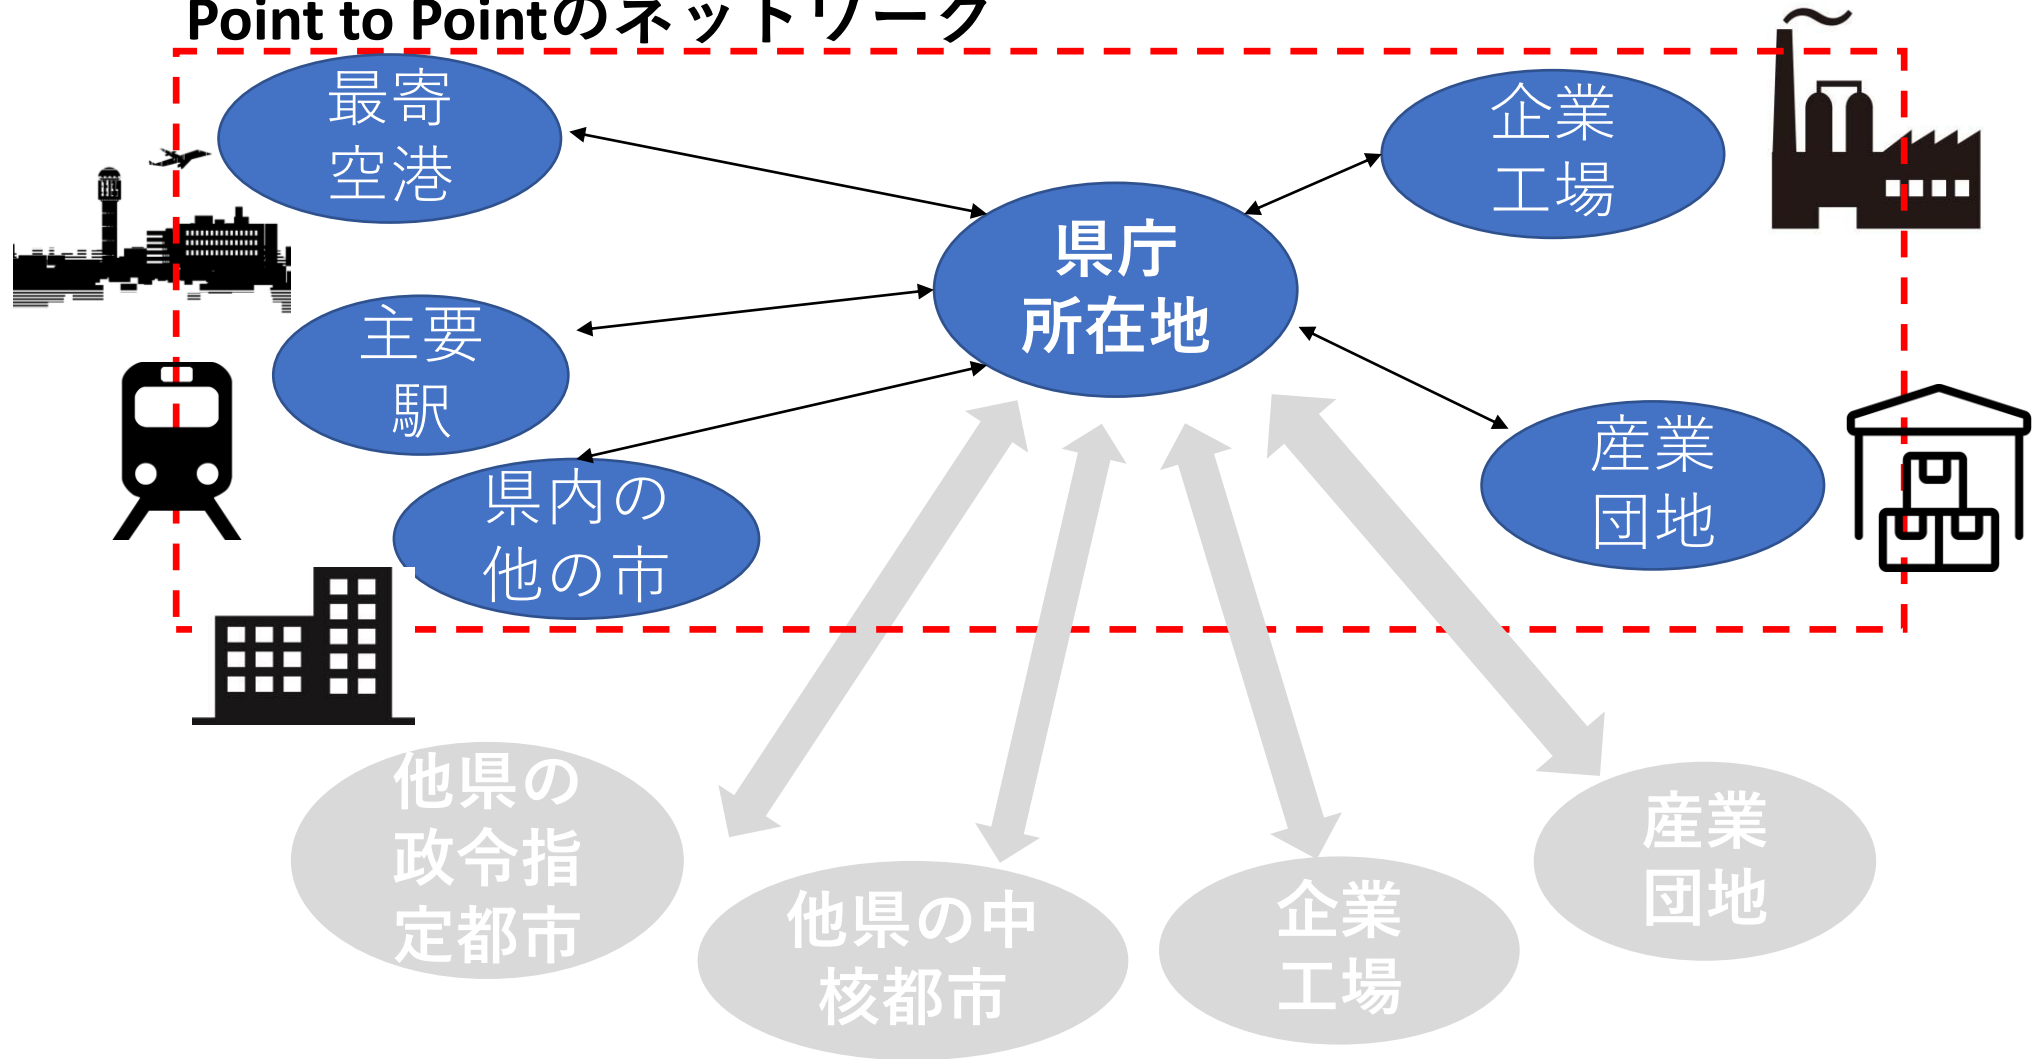 Point to Pointのネットワーク
最寄
空港
企業
工場
県庁
所在地
主要
駅
産業
団地
県内の
他の市
他県の
政令指
定都市
他県の中
核都市
企業
工場
産業
団地